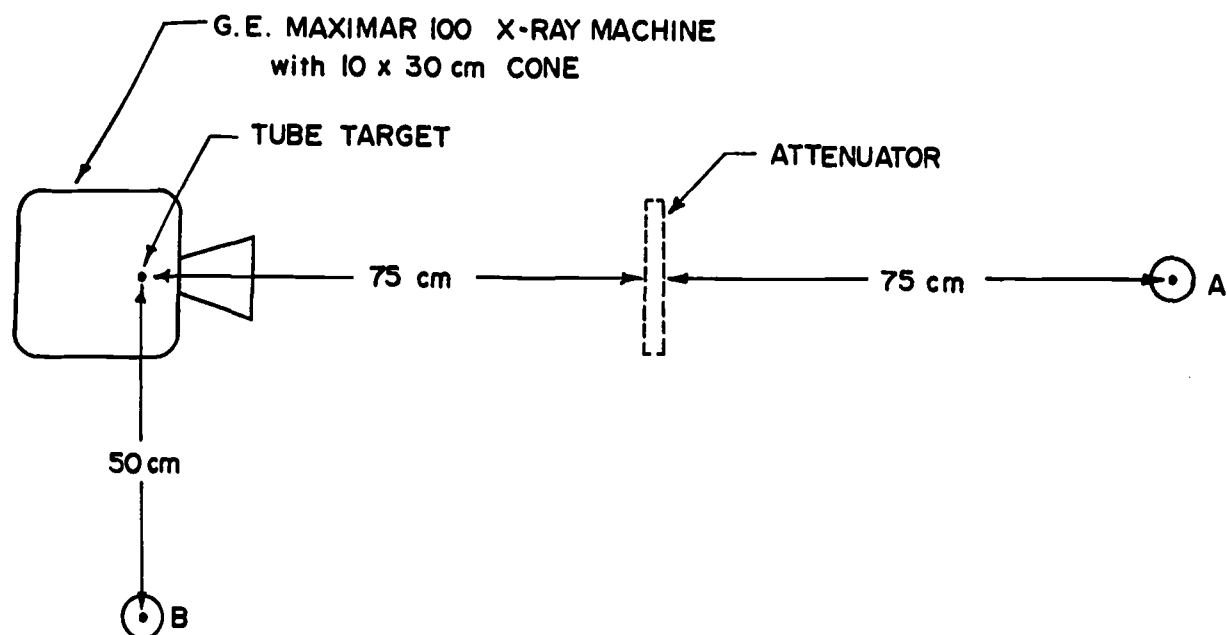 G.E. MAXIMAR 100 X-RAY MACHINE
with 10 x 30 cm CONE
TUBE TARGET
ATTENUATOR
75 cm
75 cm
A
50 cm
B